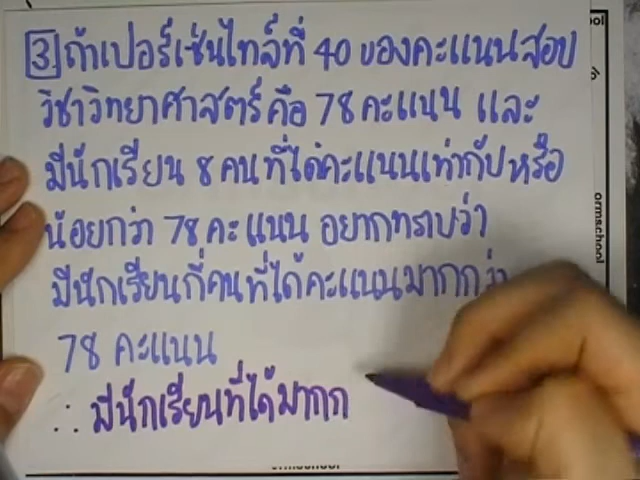 3. ถ้าเปอร์เซ็นไทล์ที่ 40 ของคะแนนสอบ
วิชาวิทยาศาสตร์ คือ 78 คะแนน และ
มีนักเรียน 8 คนที่ได้คะแนนเท่ากับหรือ
น้อยกว่า 78 คะแนน อยากทราบว่า
มีนักเรียนกี่คนที่ได้คะแนนมากกว่า
78 คะแนน
∴ มีนักเรียนที่ได้มากก
ormschool